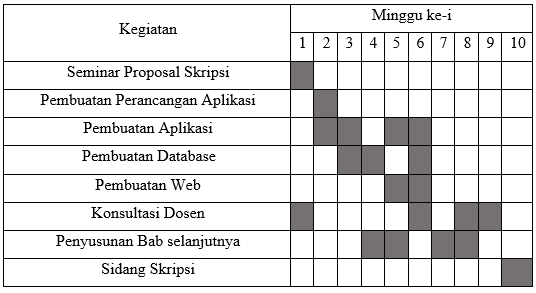 Kegiatan
Minggu ke-i
1 2 3 4 5 6 7 8 9 10
Seminar Proposal Skripsi
Pembuatan Perancangan Aplikasi
Pembuatan Aplikasi
Pembuatan Database
Pembuatan Web
Konsultasi Dosen
Penyusunan Bab selanjutnya
Sidang Skripsi